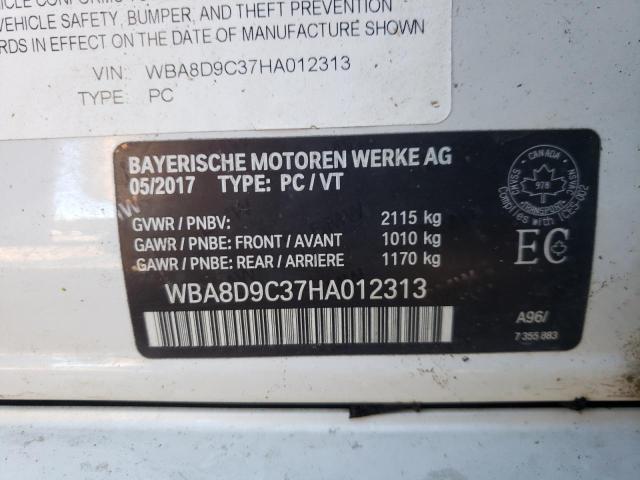 VEHICLE SAFETY, BUMPER, AND THEFT PREVENTION
RDS IN EFFECT ON THE DATE OF MANUFACTURE SHOWN
VIN: WBA8D9C37HA012313
TYPE: PC
BAYERISCHE MOTOREN WERKE AG
05/2017 TYPE: PC / VT
GVWR / PNBV: 2115 kg
GAWR / PNBE: FRONT / AVANT 1010 kg
GAWR / PNBE: REAR / ARRIERE 1170 kg
CANADA
978
EC
WBA8D9C37HA012313
A96/
7 355 883